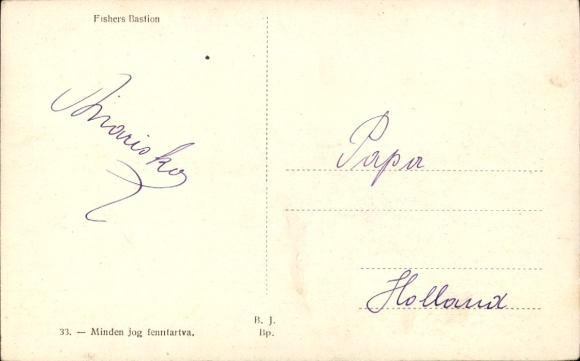 Fishers Bastion
Papa
Holland
B. J.
33. — Minden jog fenntartva.
Bp.